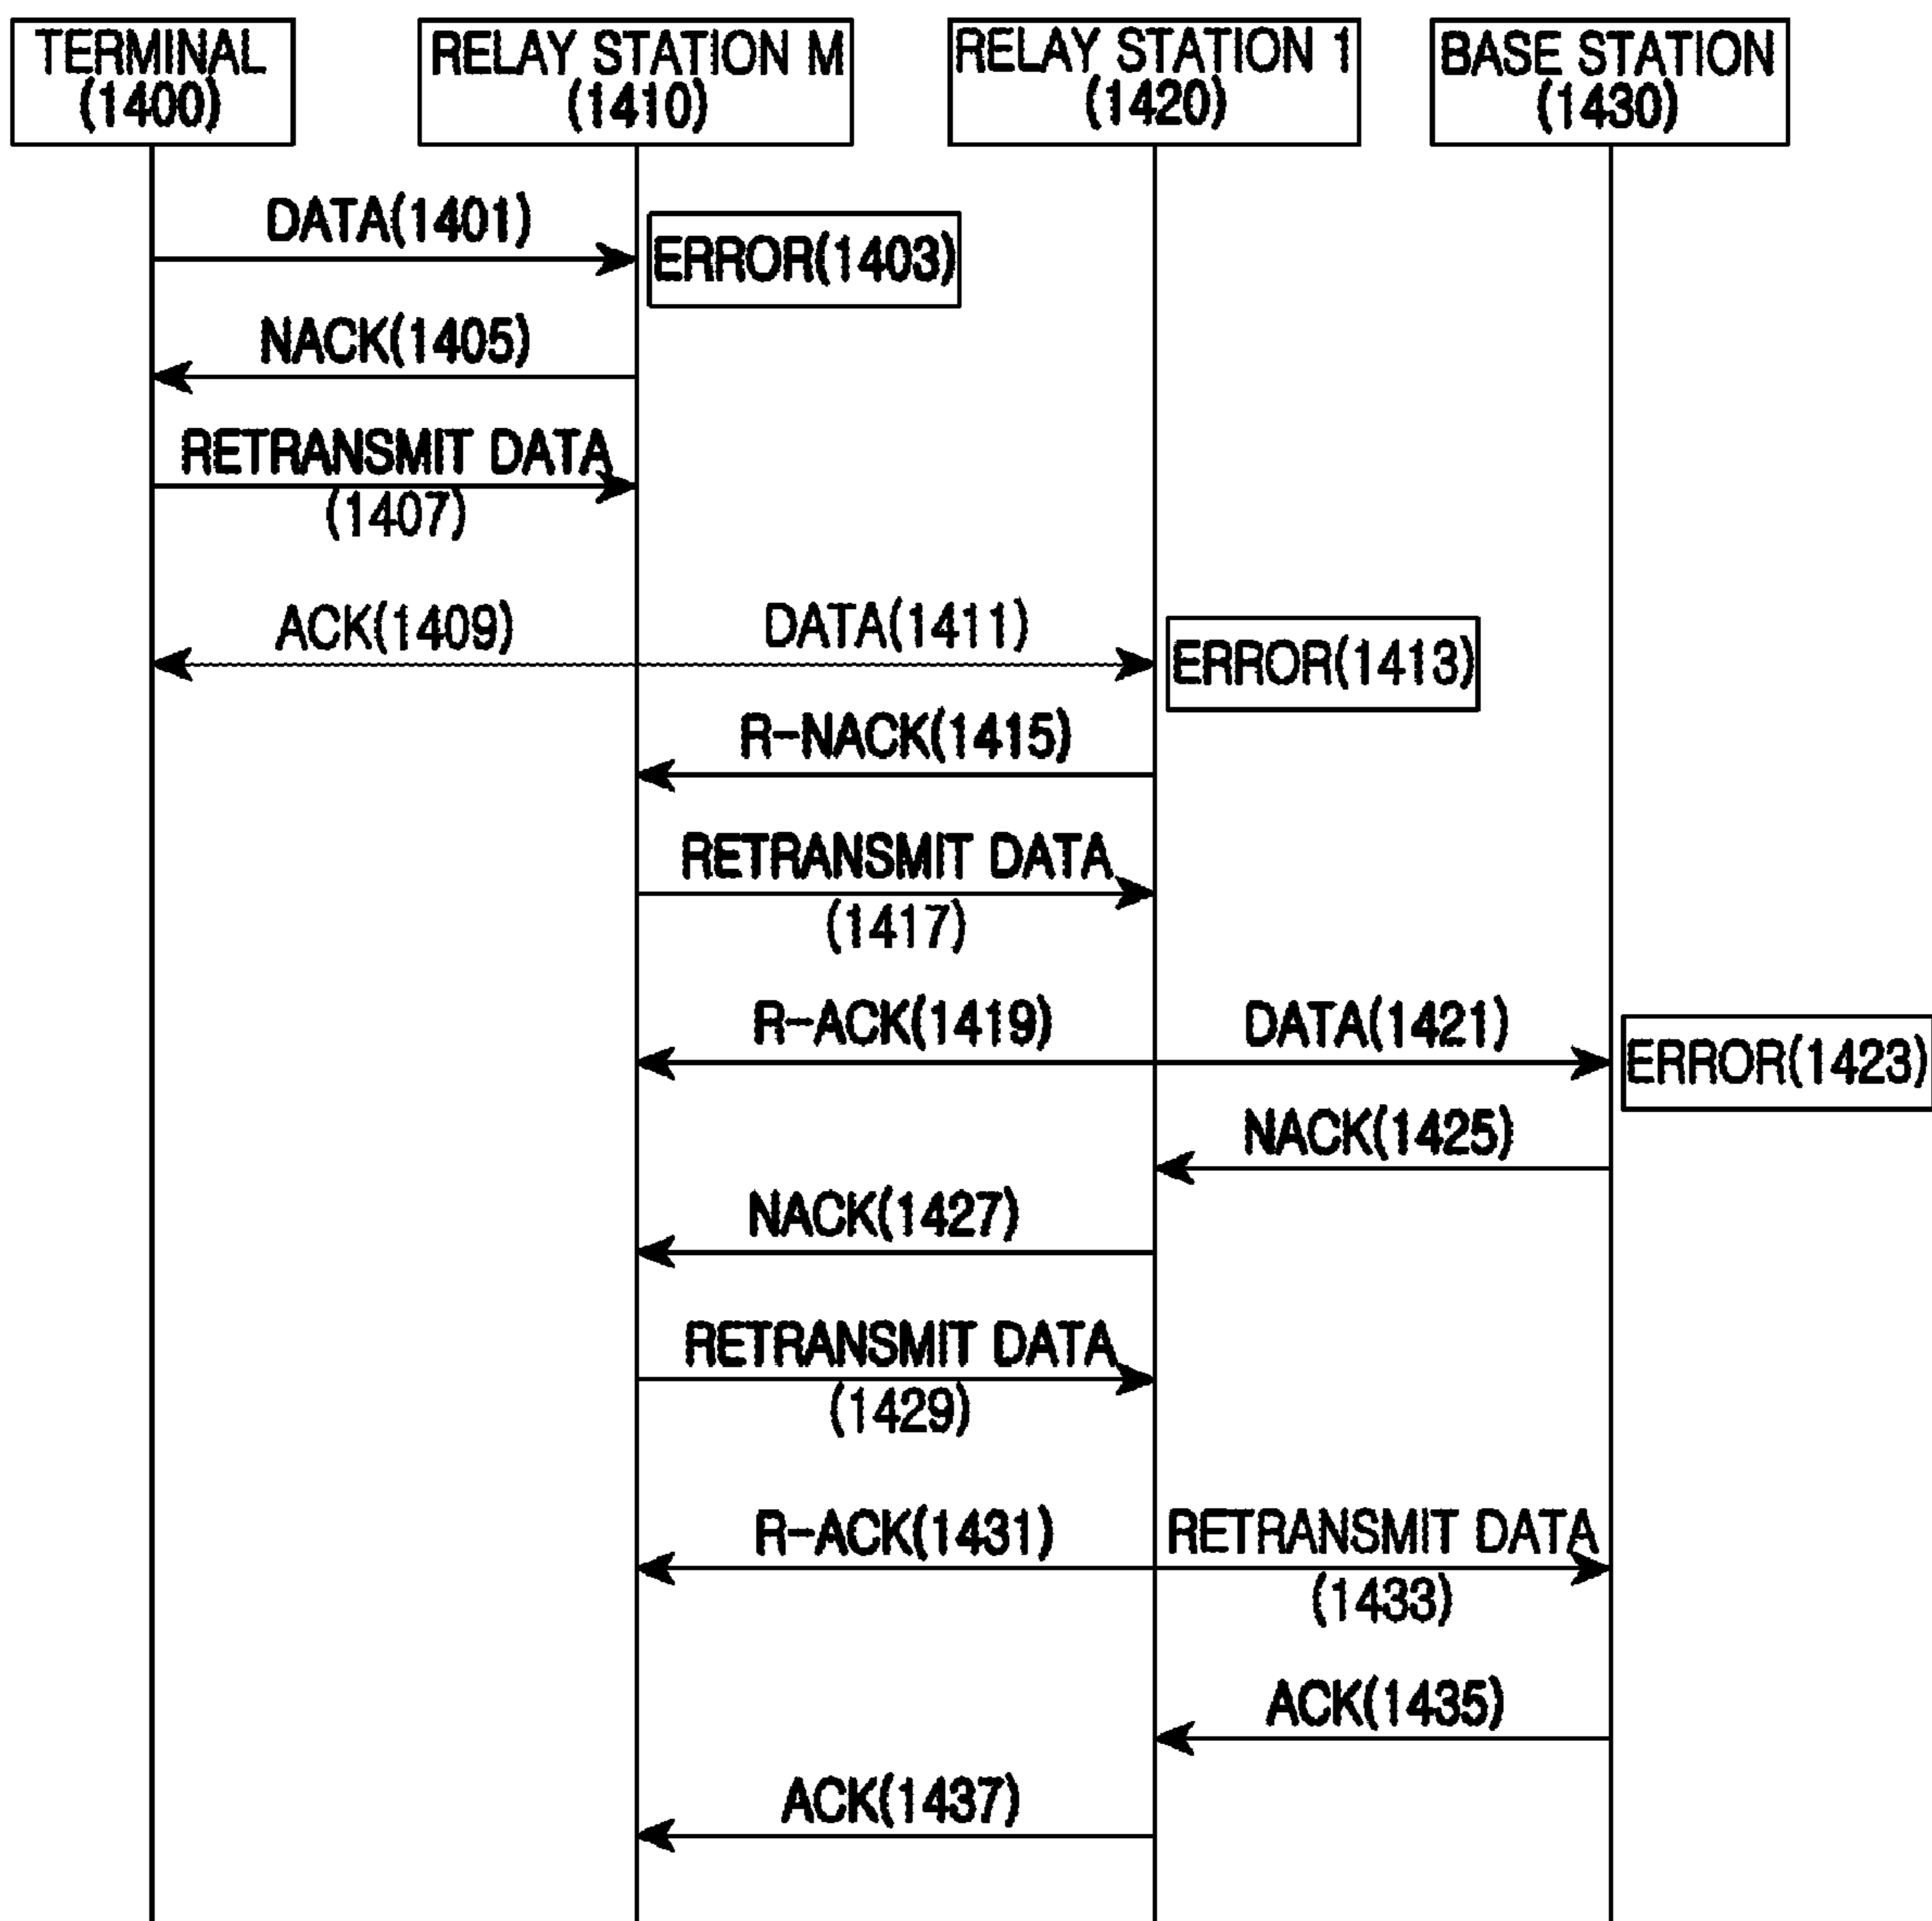 TERMINAL
(1400)
RELAY STATION M
(1410)
RELAY STATION 1
(1420)
BASE STATION
(1430)
DATA(1401)
ERROR(1403)
NACK(1405)
RETRANSMIT DATA
(1407)
ACK(1409)
DATA(1411)
ERROR(1413)
R-NACK(1415)
RETRANSMIT DATA
(1417)
R-ACK(1419)
DATA(1421)
ERROR(1423)
NACK(1425)
NACK(1427)
RETRANSMIT DATA
(1429)
R-ACK(1431)
RETRANSMIT DATA
(1433)
ACK(1435)
ACK(1437)